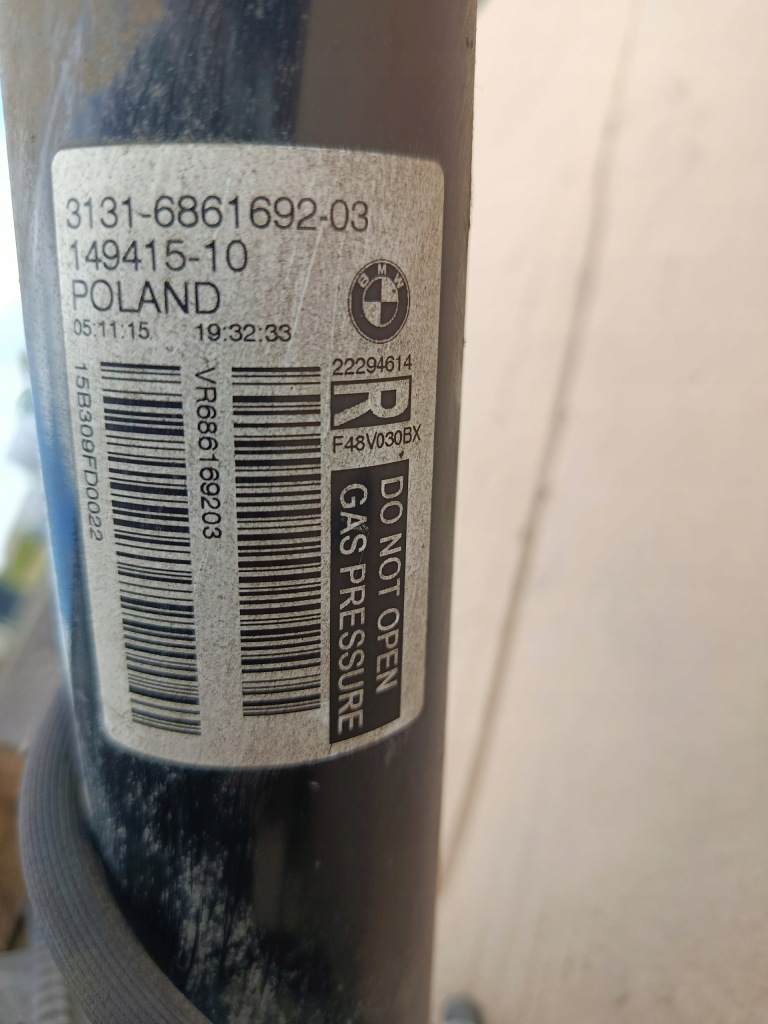 3131-6861692-03
149415-10
POLAND
05:11:15 19:32:33
BMW
22294614
R
F48V030BX
15B309FD0022
VR686169203
DO NOT OPEN
GAS PRESSURE